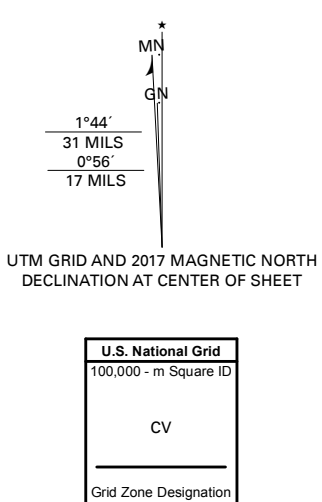 ★
MN
GN
1°44´
31 MILS
0°56´
17 MILS
UTM GRID AND 2017 MAGNETIC NORTH
DECLINATION AT CENTER OF SHEET
U.S. National Grid
100,000 - m Square ID
CV
Grid Zone Designation